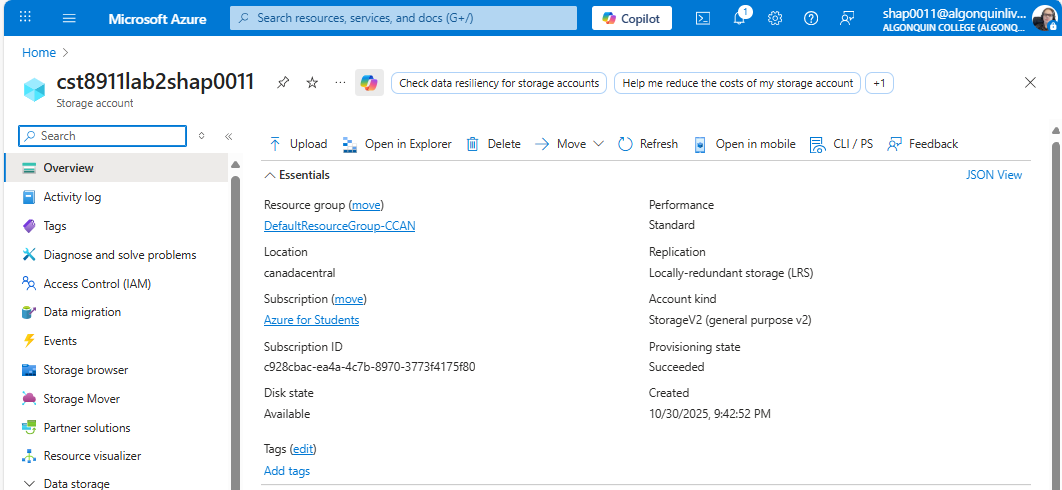 Microsoft Azure
Search resources, services, and docs (G+/)
Copilot
1
shap0011@algonquinliv...
ALGONQUIN COLLEGE (ALGONQ...
Home
cst8911lab2shap0011
Storage account
Check data resiliency for storage accounts
Help me reduce the costs of my storage account
+1
Search
Overview
Activity log
Tags
Diagnose and solve problems
Access Control (IAM)
Data migration
Events
Storage browser
Storage Mover
Partner solutions
Resource visualizer
Data storage
Upload
Open in Explorer
Delete
Move
Refresh
Open in mobile
CLI / PS
Feedback
Essentials
JSON View
Resource group (move)
DefaultResourceGroup-CCAN
Location
canadacentral
Subscription (move)
Azure for Students
Subscription ID
c928cbac-ea4a-4c7b-8970-3773f4175f80
Disk state
Available
Tags (edit)
Add tags
Performance
Standard
Replication
Locally-redundant storage (LRS)
Account kind
StorageV2 (general purpose v2)
Provisioning state
Succeeded
Created
10/30/2025, 9:42:52 PM